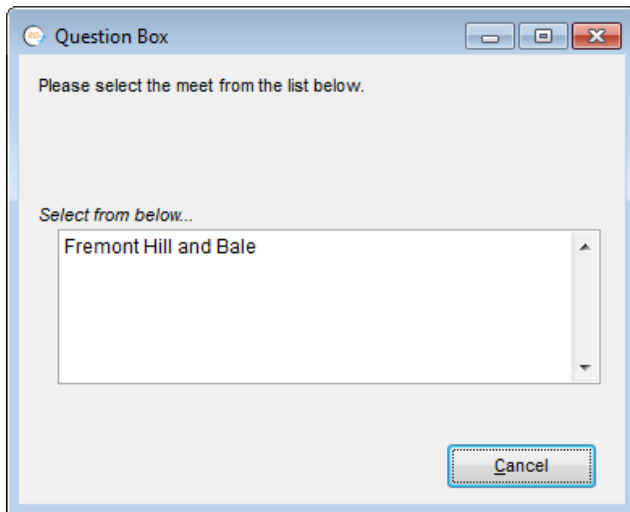 Question Box
Please select the meet from the list below.
Select from below...
Fremont Hill and Bale
Cancel